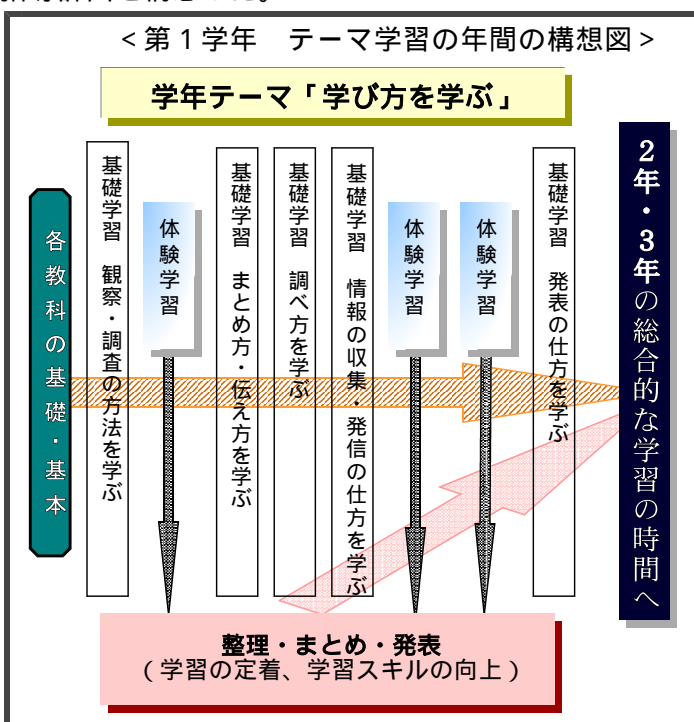 ＜第１学年　テーマ学習の年間の構想図＞
学年テーマ「学び方を学ぶ」
各教科の基礎・基本
基礎学習　観察・調査の方法を学ぶ
体験学習
基礎学習　まとめ方・伝え方を学ぶ
基礎学習　調べ方を学ぶ
基礎学習　情報の収集・発信の仕方を学ぶ
体験学習
体験学習
基礎学習　発表の仕方を学ぶ
２年・３年の総合的な学習の時間へ
整理・まとめ・発表
（学習の定着、学習スキルの向上）